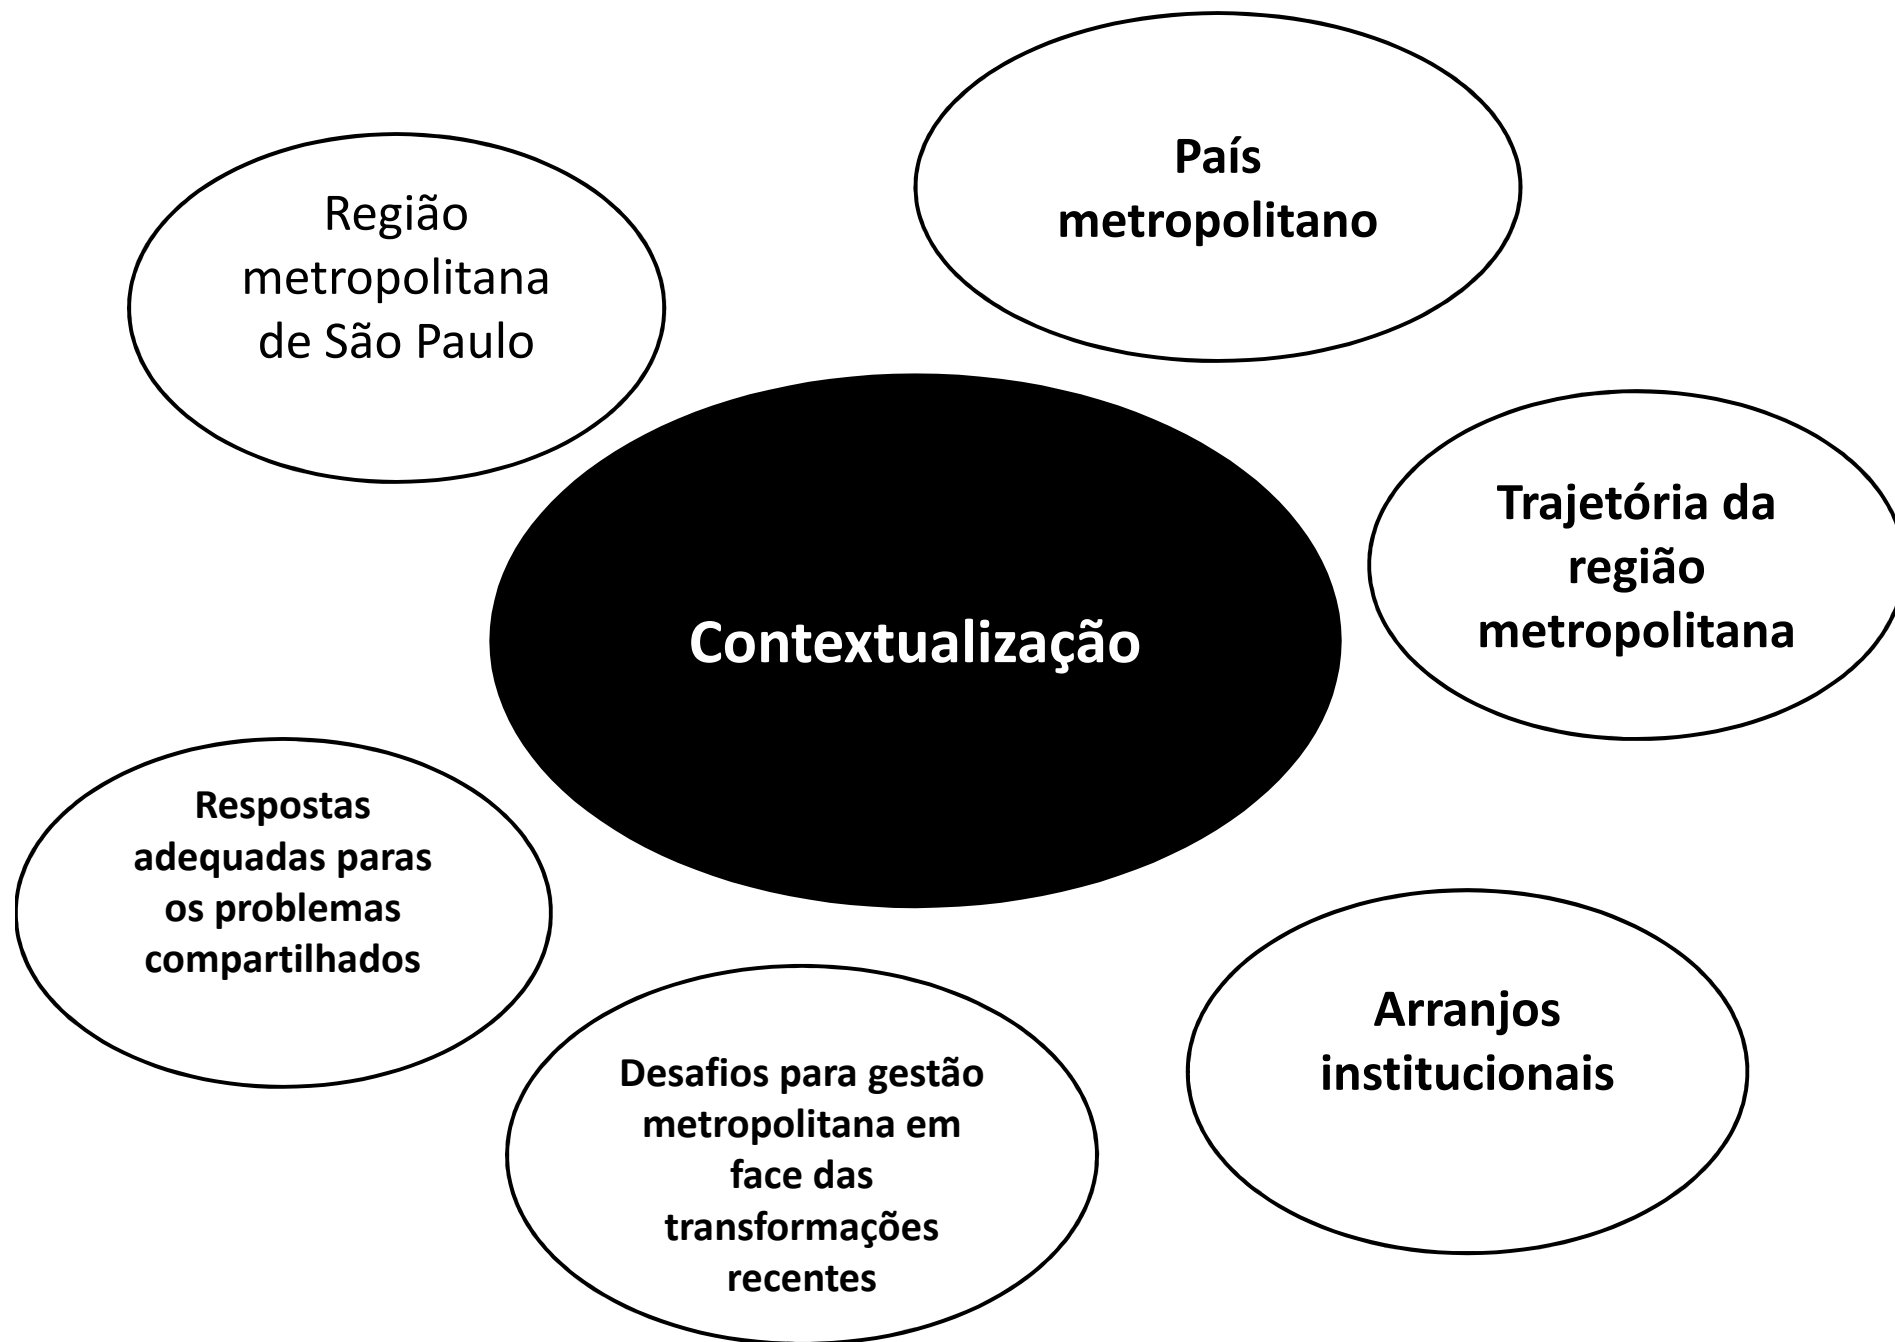 País
metropolitano
Região
metropolitana
de São Paulo
Trajetória da
região
metropolitana
Contextualização
Respostas
adequadas paras
os problemas
compartilhados
Arranjos
institucionais
Desafios para gestão
metropolitana em
face das
transformações
recentes